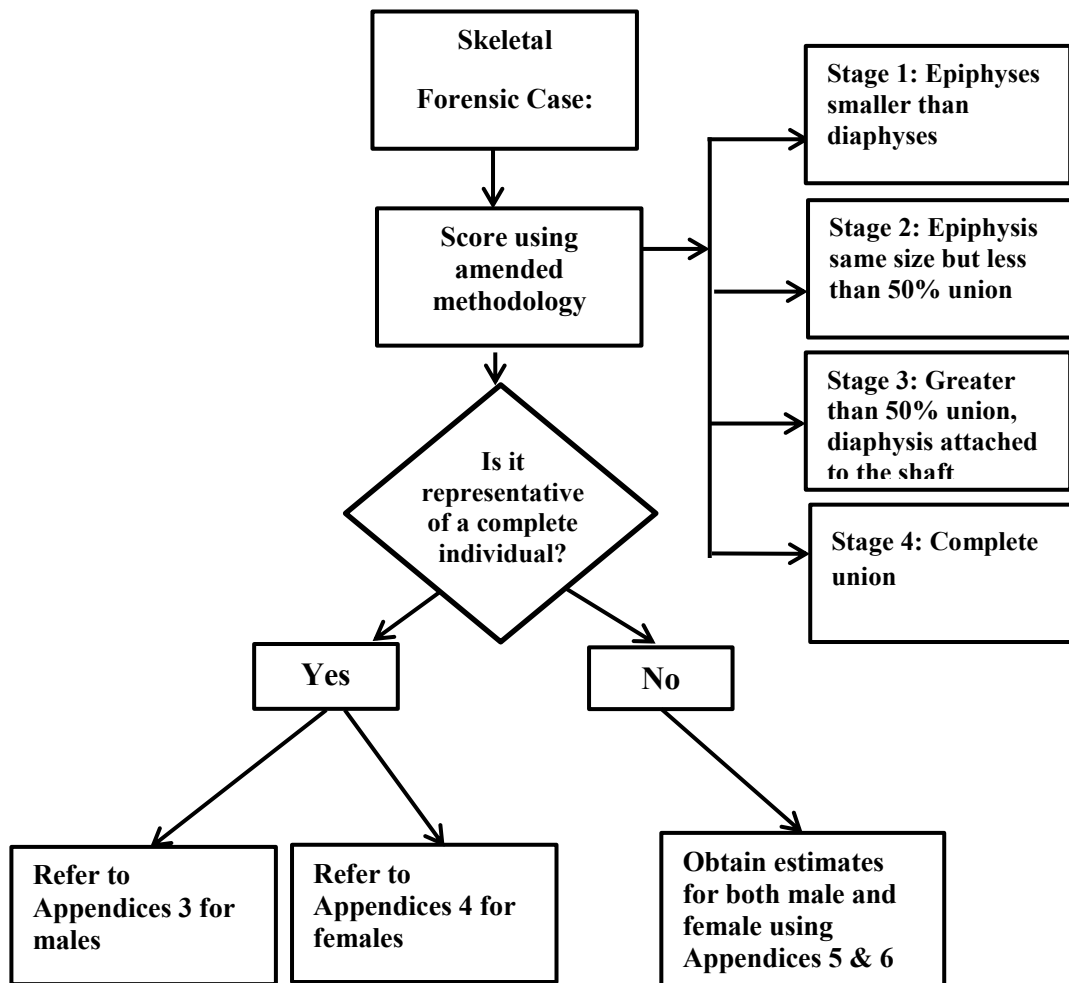 Skeletal
Forensic Case:
Score using
amended
methodology
Stage 1: Epiphyses
smaller than
diaphyses
Stage 2: Epiphysis
same size but less
than 50% union
Stage 3: Greater
than 50% union,
diaphysis attached
to the shaft
Stage 4: Complete
union
Is it
representative
of a complete
individual?
Yes
No
Refer to
Appendices 3 for
males
Refer to
Appendices 4 for
females
Obtain estimates
for both male and
female using
Appendices 5 & 6